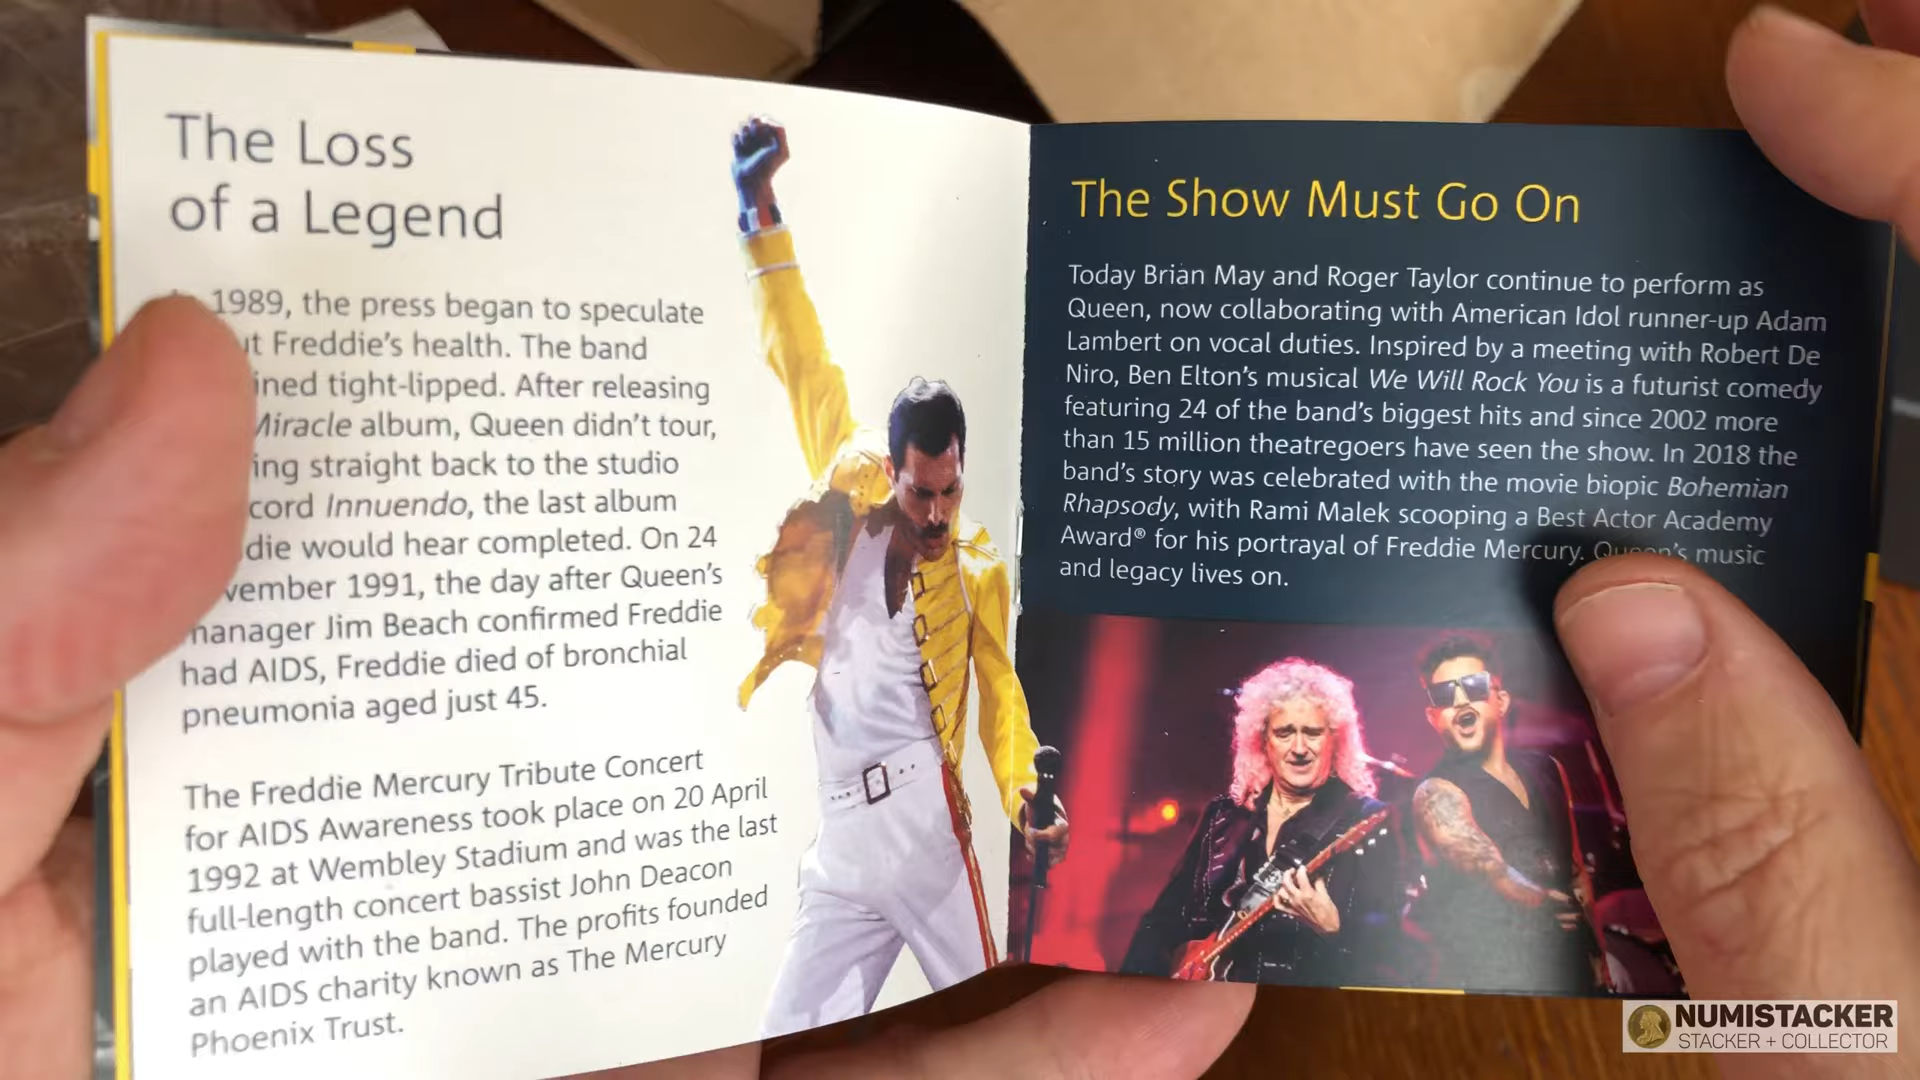 The Loss
of a Legend
1989, the press began to speculate
Freddie's health. The band
tight-lipped. After releasing
Miracle album, Queen didn't tour,
straight back to the studio
Innuendo, the last album
would hear completed. On 24
1991, the day after Queen's
manager Jim Beach confirmed Freddie
had AIDS, Freddie died of bronchial
pneumonia aged just 45.
The Freddie Mercury Tribute Concert
for AIDS Awareness took place on 20 April
1992 at Wembley Stadium and was the last
full-length concert bassist John Deacon
played with the band. The profits founded
an AIDS charity known as The Mercury
Phoenix Trust.
The Show Must Go On
Today Brian May and Roger Taylor continue to perform as
Queen, now collaborating with American Idol runner-up Adam
Lambert on vocal duties. Inspired by a meeting with Robert De
Niro, Ben Elton's musical We Will Rock You is a futurist comedy
featuring 24 of the band's biggest hits and since 2002 more
than 15 million theatregoers have seen the show. In 2018 the
band's story was celebrated with the movie biopic Bohemian
Rhapsody, with Rami Malek scooping a Best Actor Academy
Award® for his portrayal of Freddie Mercury. Queen's music
and legacy lives on.
NUMISTACKER
STACKER + COLLECTOR